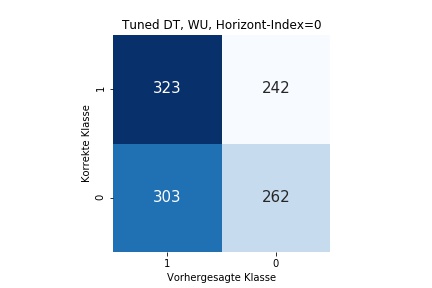 Tuned DT, WU, Horizont-Index=0
Korrekte Klasse
1
323
242
0
303
262
1
0
Vorhergesagte Klasse